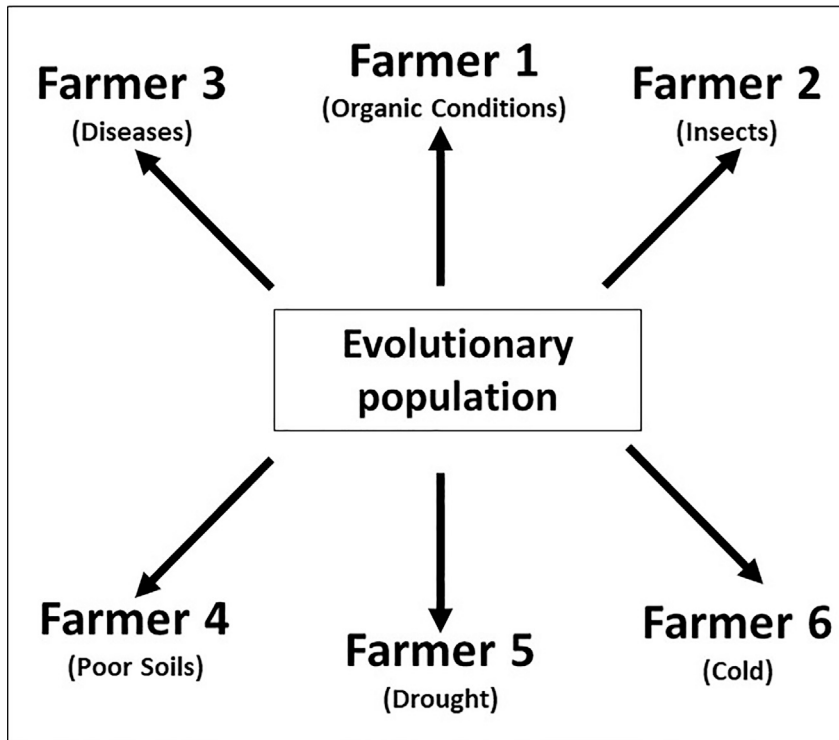 Farmer 3
(Diseases)
Farmer 1
(Organic Conditions)
Farmer 2
(Insects)
Evolutionary
population
Farmer 4
(Poor Soils)
Farmer 5
(Drought)
Farmer 6
(Cold)